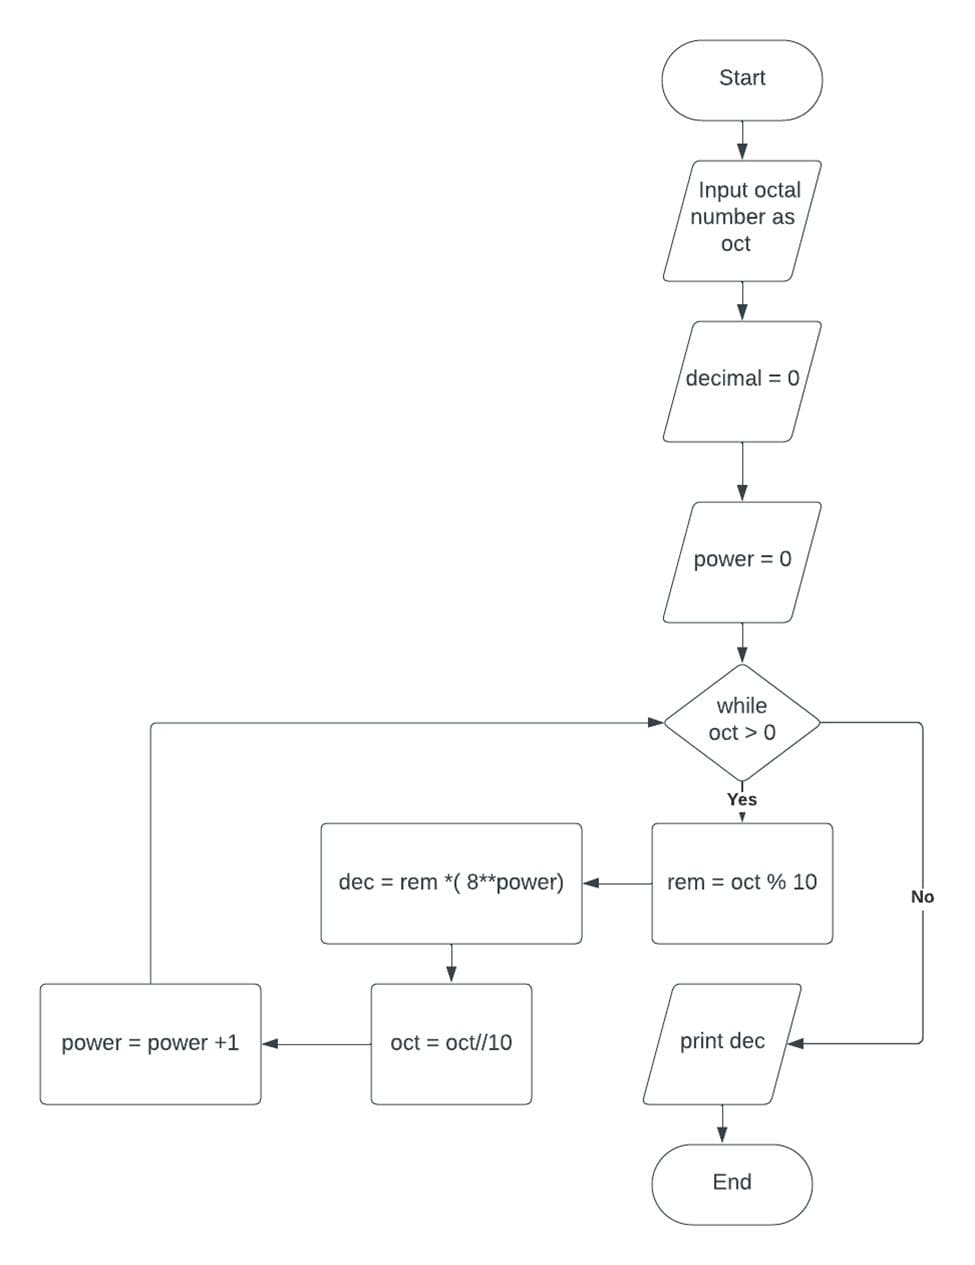 Start
Input octal
number as
oct
decimal = 0
power = 0
while
oct > 0
Yes
No
rem = oct % 10
dec = rem *( 8**power)
oct = oct//10
power = power +1
print dec
End